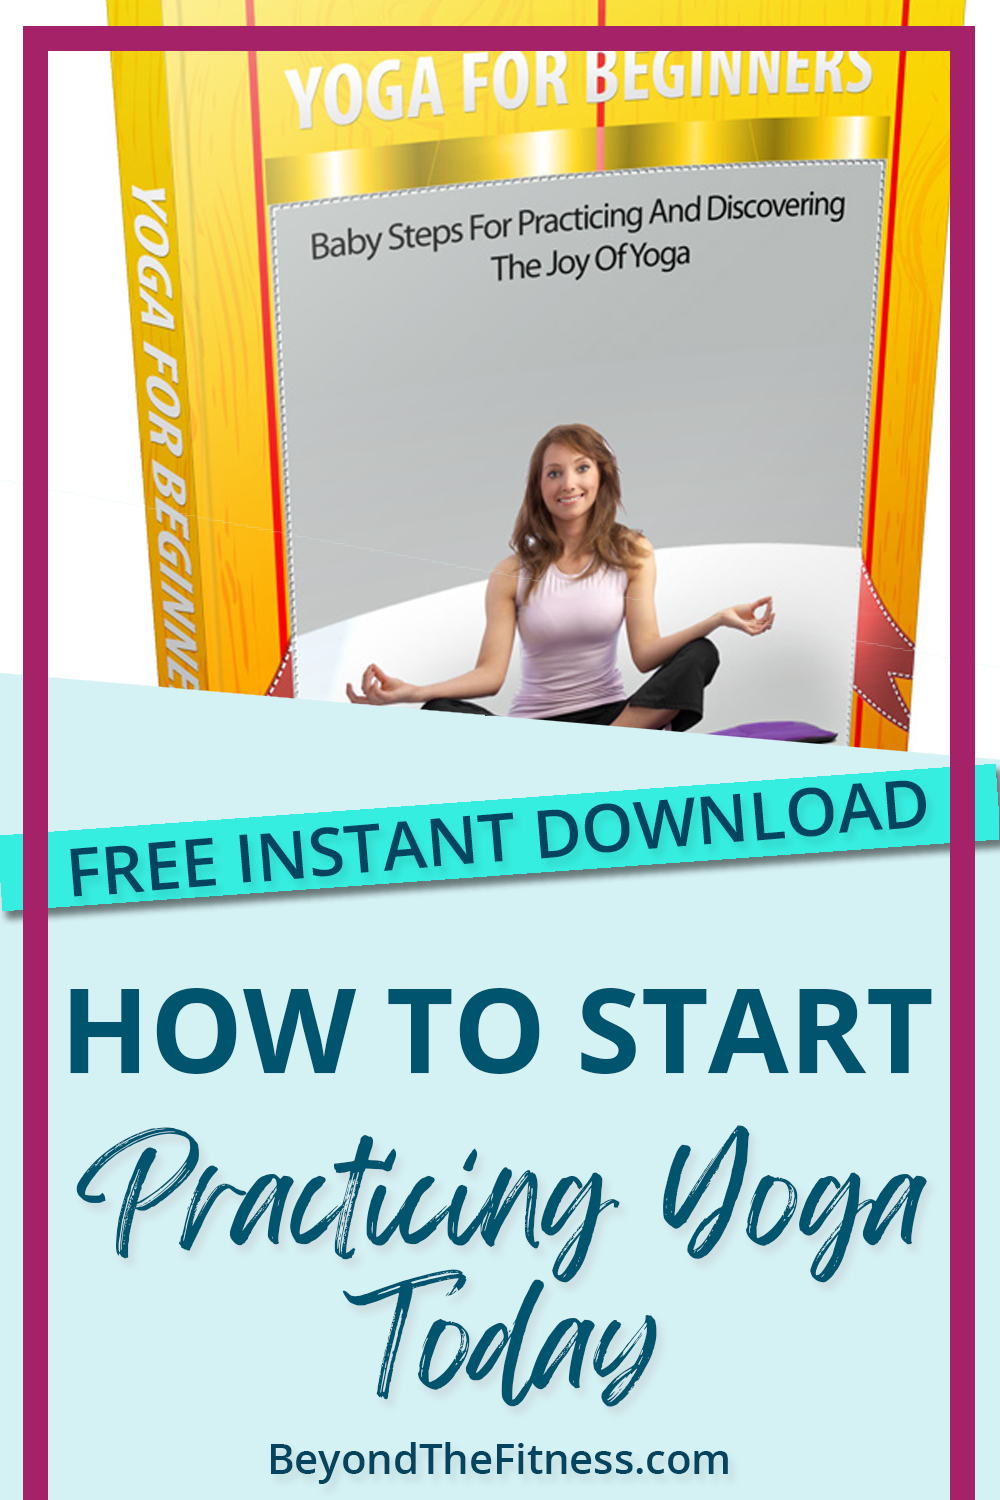 YOGA FOR BEGINNERS
Baby Steps For Practicing And Discovering
The Joy Of Yoga
YOGA FOR BEGINNE
FREE INSTANT DOWNLOAD
HOW TO START
Practicing Yoga
Today
BeyondTheFitness.com